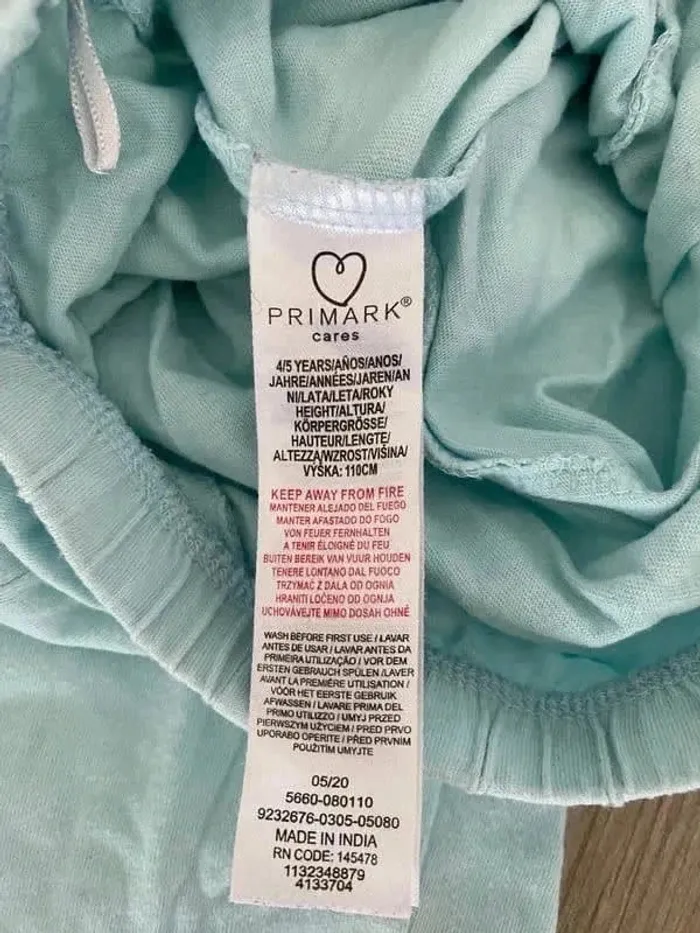 PRIMARK®
cares
4/5 YEARS/AÑOS/ANOS/
JAHRE/ANNÉES/JAREN/AN
NI/LATA/LETA/ROKY
HEIGHT/ALTURA/
KÖRPERGRÖSSE/
HAUTEUR/LENGTE/
ALTEZZA/WZROST/VIŠINA/
VÝŠKA: 110CM
KEEP AWAY FROM FIRE
MANTENER ALEJADO DEL FUEGO
MANTER AFASTADO DO FOGO
VON FEUER FERNHALTEN
A TENIR ÉLOIGNÉ DU FEU
BUITEN BEREIK VAN VUUR HOUDEN
TENERE LONTANO DAL FUOCO
TRZYMAĆ Z DALA OD OGNIA
HRANITI LOČENO OD OGNJA
UCHOVÁVEJTE MIMO DOSAH OHNĚ
WASH BEFORE FIRST USE / LAVAR
ANTES DE USAR / LAVAR ANTES DA
PRIMEIRA UTILIZAÇÃO / VOR DEM
ERSTEN GEBRAUCH SPÜLEN /LAVER
AVANT LA PREMIÈRE UTILISATION /
VÓÓR HET EERSTE GEBRUIK
AFWASSEN / LAVARE PRIMA DEL
PRIMO UTILIZZO / UMYJ PRZED
PIERWSZYM UŻYCIEM / PRED PRVO
UPORABO OPERITE / PŘED PRVNÍM
POUŽITÍM UMYJTE
05/20
5660-080110
9232676-0305-05080
MADE IN INDIA
RN CODE: 145478
1132348879
4133704